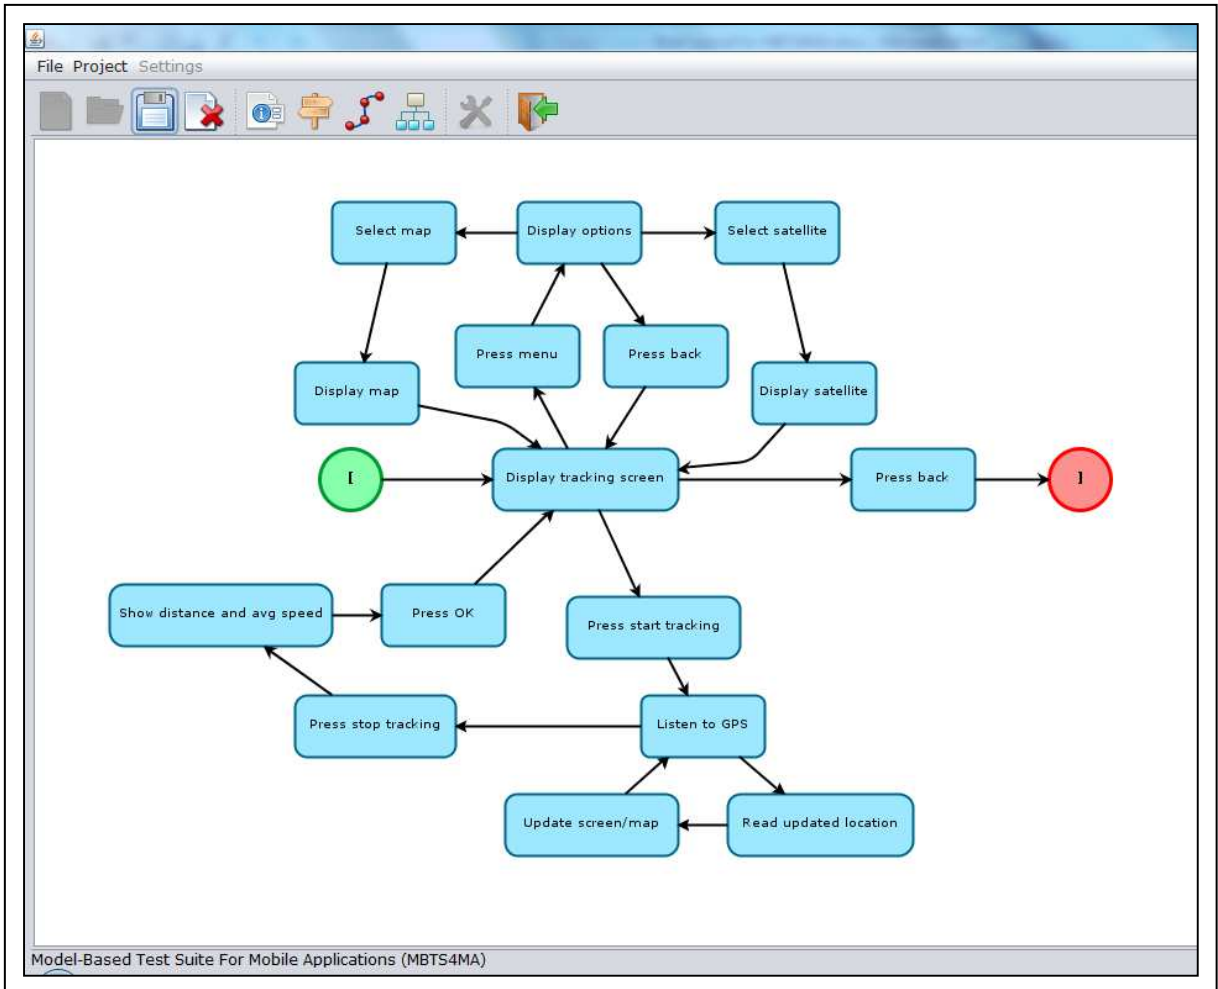 File Project Settings
Select map
Display options
Select satellite
Press menu
Press back
Display map
Display satellite
[
Display tracking screen
Press back
]
Show distance and avg speed
Press OK
Press start tracking
Press stop tracking
Listen to GPS
Update screen/map
Read updated location
Model-Based Test Suite For Mobile Applications (MBTS4MA)